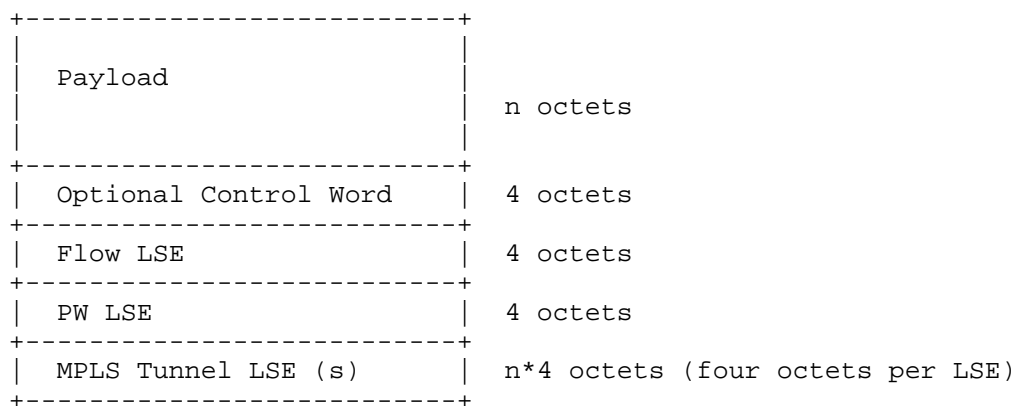 Payload
n octets
Optional Control Word 4 octets
Flow LSE 4 octets
PW LSE 4 octets
MPLS Tunnel LSE (s) n*4 octets (four octets per LSE)